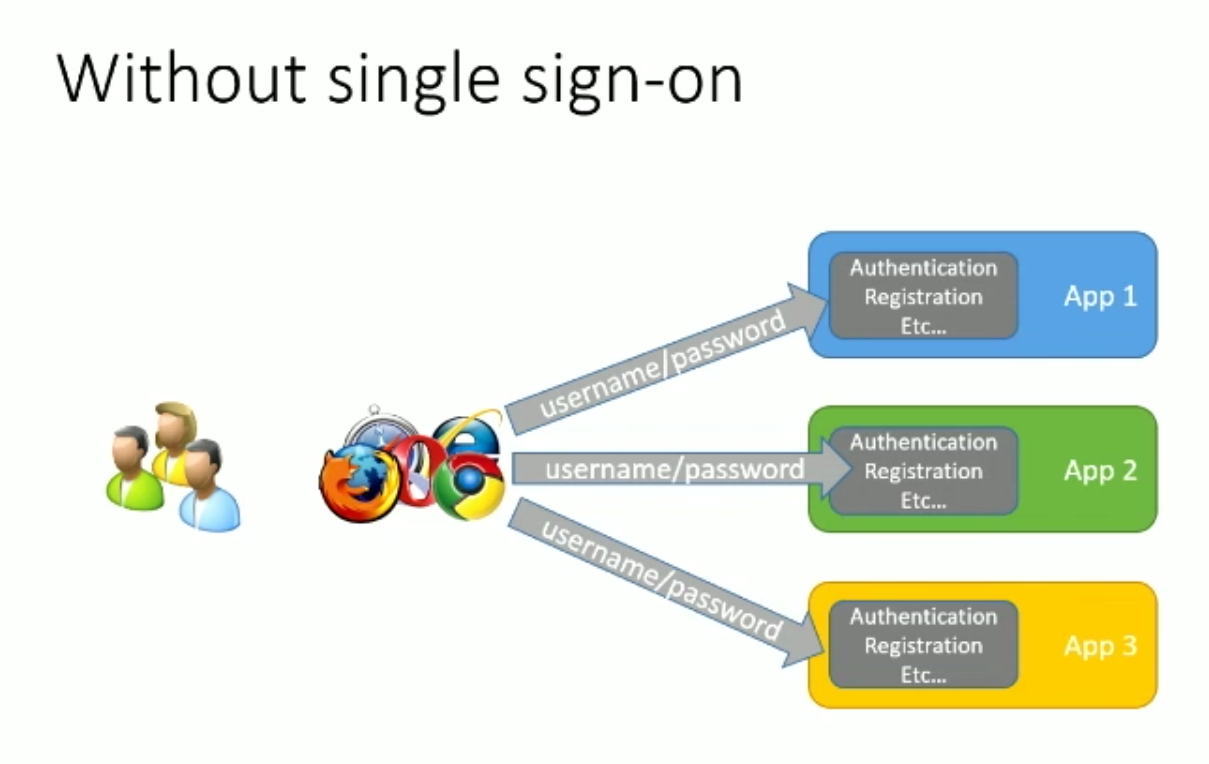 Without single sign-on
username/password
Authentication
Registration
Etc...
App 1
username/password
Authentication
Registration
Etc...
App 2
username/password
Authentication
Registration
Etc...
App 3